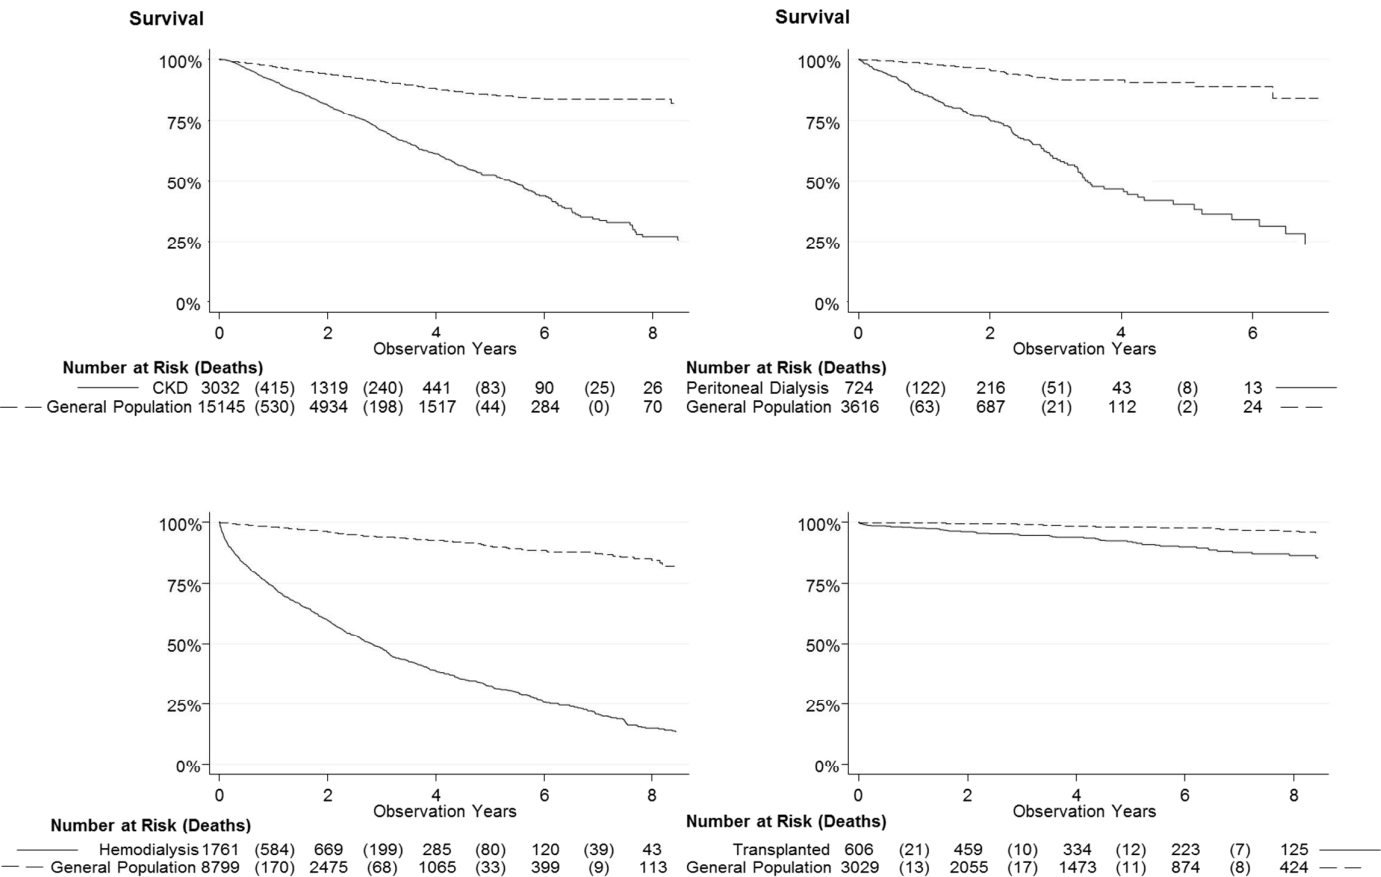 Survival
100%
75%
50%
25%
0%
0 2 4 6 8
Observation Years
Number at Risk (Deaths)
CKD 3032 (415) 1319 (240) 441 (83) 90 (25) 26
General Population 15145 (530) 4934 (198) 1517 (44) 284 (0) 70
Survival
100%
75%
50%
25%
0%
0 2 4 6
Observation Years
Number at Risk (Deaths)
Peritoneal Dialysis 724 (122) 216 (51) 43 (8) 13
General Population 3616 (63) 687 (21) 112 (2) 24
100%
75%
50%
25%
0%
0 2 4 6 8
Observation Years
Number at Risk (Deaths)
Hemodialysis 1761 (584) 669 (199) 285 (80) 120 (39) 43
General Population 8799 (170) 2475 (68) 1065 (33) 399 (9) 113
100%
75%
50%
25%
0%
0 2 4 6 8
Observation Years
Number at Risk (Deaths)
Transplanted 606 (21) 459 (10) 334 (12) 223 (7) 125
General Population 3029 (13) 2055 (17) 1473 (11) 874 (8) 424